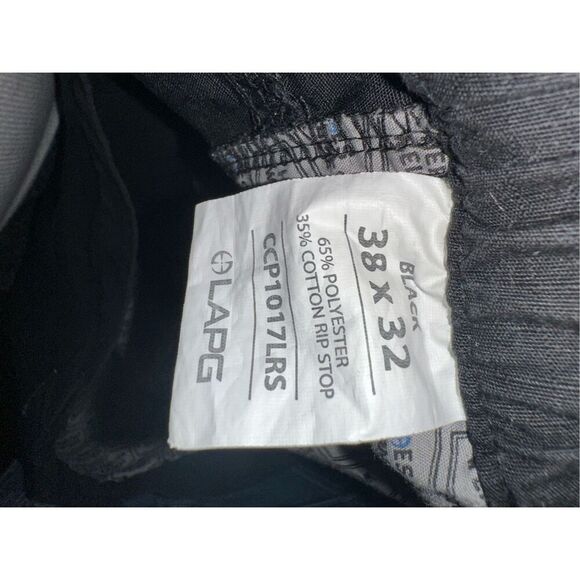 BLACK
38 X 32
65% POLYESTER
35% COTTON RIP STOP
CCP1017LRS
LAPG